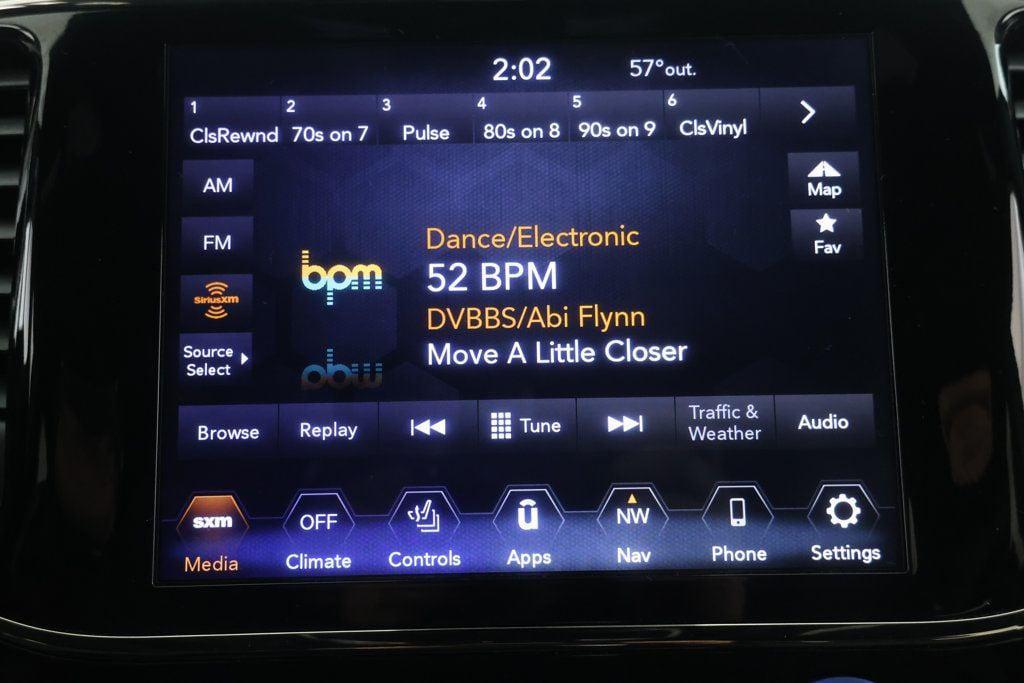 2:02 57°out.
1 2 3 4 5 6
ClsRewnd 70s on 7 Pulse 80s on 8 90s on 9 ClsVinyl
AM
Map
FM
Fav
Dance/Electronic
bpm
52 BPM
SiriusXM
DVBBS/Abi Flynn
Source
Select
Move A Little Closer
Browse Replay Tune Traffic &
Weather Audio
sxm OFF û NW
Media Climate Controls Apps Nav Phone Settings